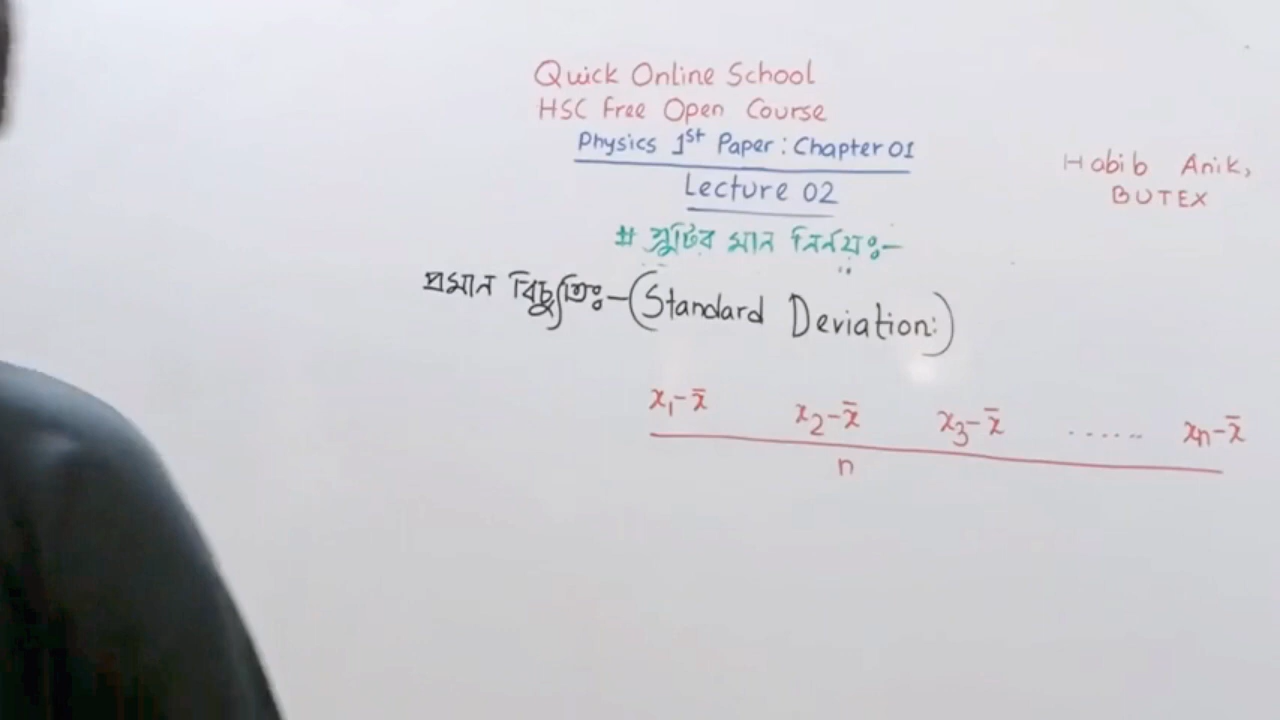 Quick Online School
HSC Free Open Course
Physics 1st Paper: Chapter 01
Lecture 02
Habib Anik,
BUTEX
# ত্রুটির মান নির্নয়ঃ-
প্রমান বিচ্যুতিঃ-(Standard Deviation:)
x₁-x̄ x₂-x̄ x₃-x̄ ...... xₙ-x̄
n